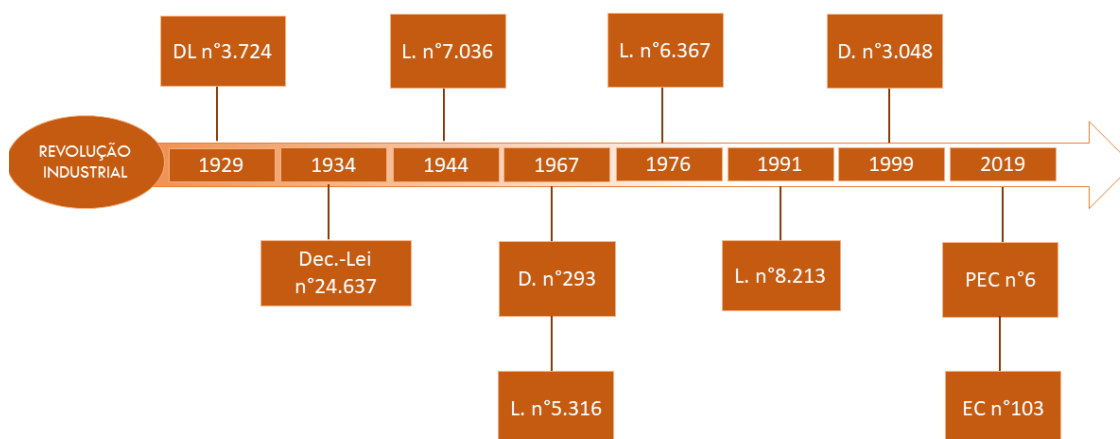 DL n°3.724
L. n°7.036
L. n°6.367
D. n°3.048
REVOLUÇÃO
INDUSTRIAL
1929
1934
1944
1967
1976
1991
1999
2019
Dec.-Lei
n°24.637
D. n°293
L. n°8.213
PEC n°6
L. n°5.316
EC n°103